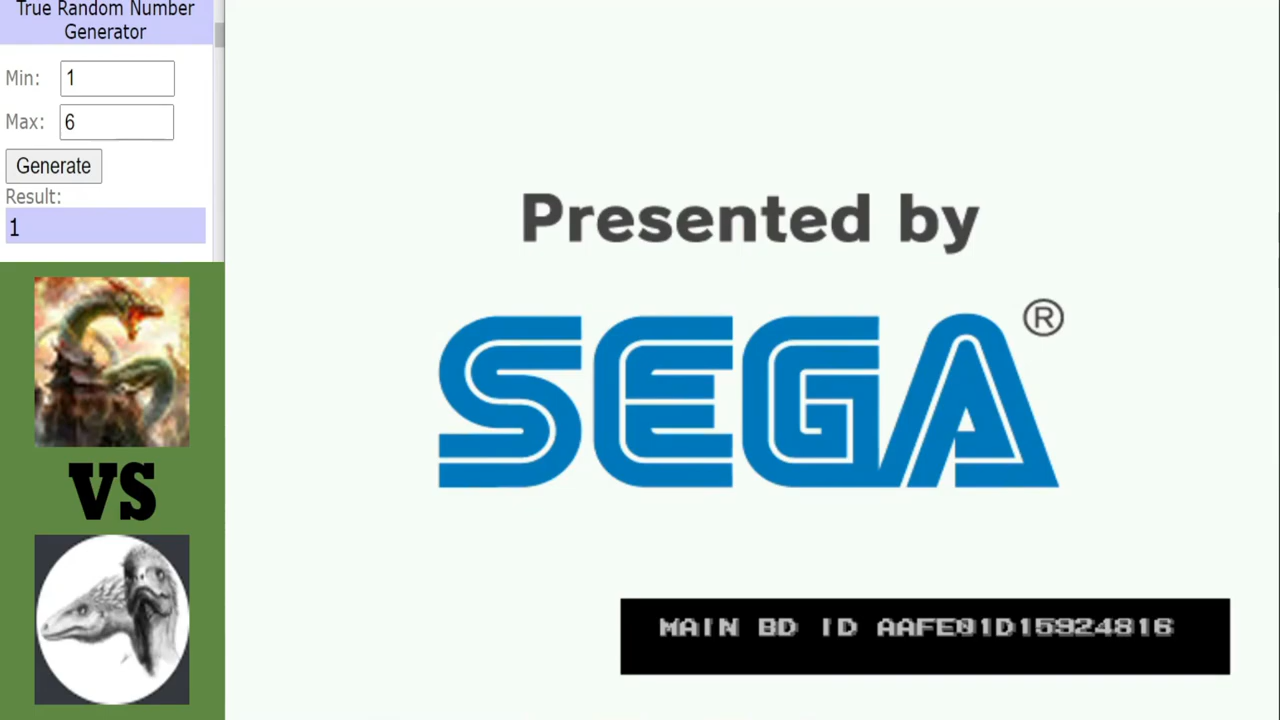 True Random Number
Generator
Min: 1
Max: 6
Generate
Result:
1
VS
Presented by
SEGA®
MAIN BD ID AAFE01D15924816